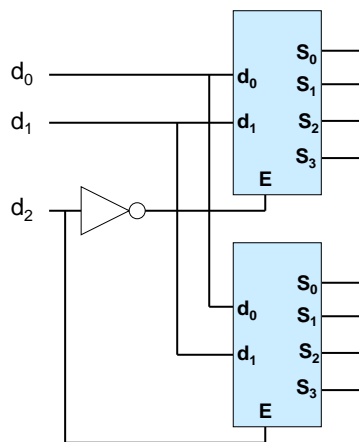 S₀
d₀ d₀ S₁
d₁ d₁ S₂
S₃
E
d₂
S₀
d₀ S₁
d₁ S₂
S₃
E